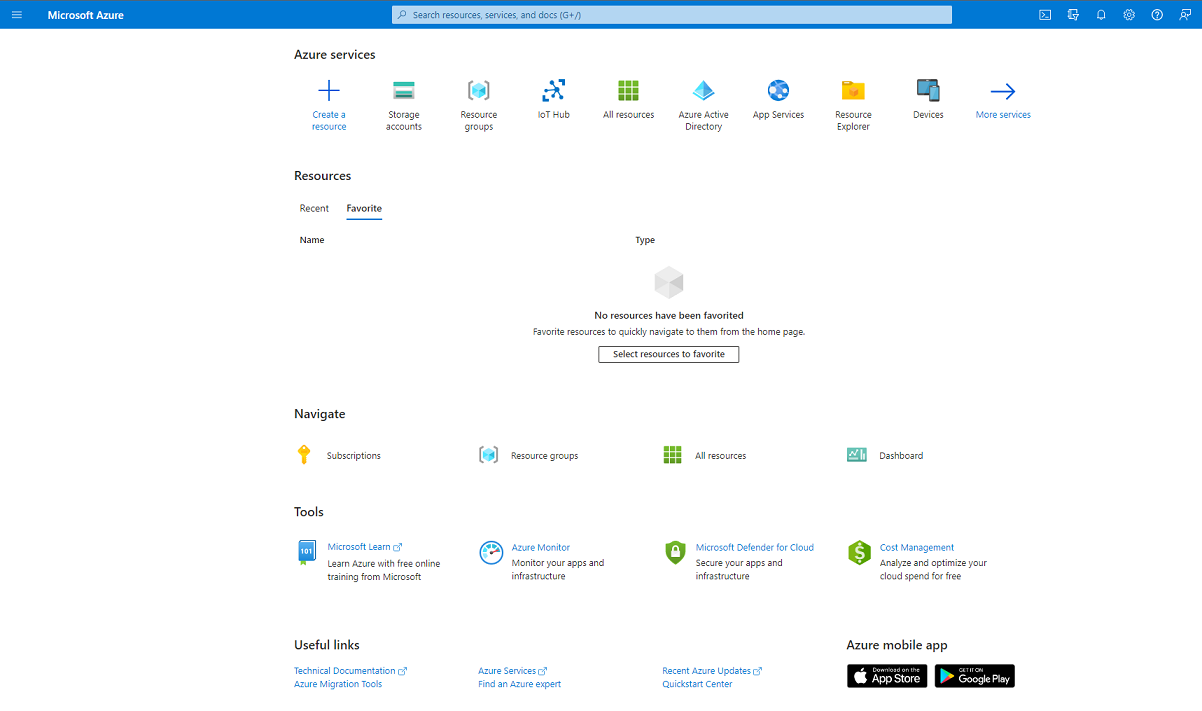 Microsoft Azure
Search resources, services, and docs (G+/)
Azure services
Create a
resource
Storage
accounts
Resource
groups
IoT Hub
All resources
Azure Active
Directory
App Services
Resource
Explorer
Devices
More services
Resources
Recent
Favorite
Name
Type
No resources have been favorited
Favorite resources to quickly navigate to them from the home page.
Select resources to favorite
Navigate
Subscriptions
Resource groups
All resources
Dashboard
Tools
101
Microsoft Learn
Learn Azure with free online
training from Microsoft
Azure Monitor
Monitor your apps and
infrastructure
Microsoft Defender for Cloud
Secure your apps and
infrastructure
$
Cost Management
Analyze and optimize your
cloud spend for free
Useful links
Technical Documentation
Azure Migration Tools
Azure Services
Find an Azure expert
Recent Azure Updates
Quickstart Center
Azure mobile app
Download on the
App Store
GET IT ON
Google Play